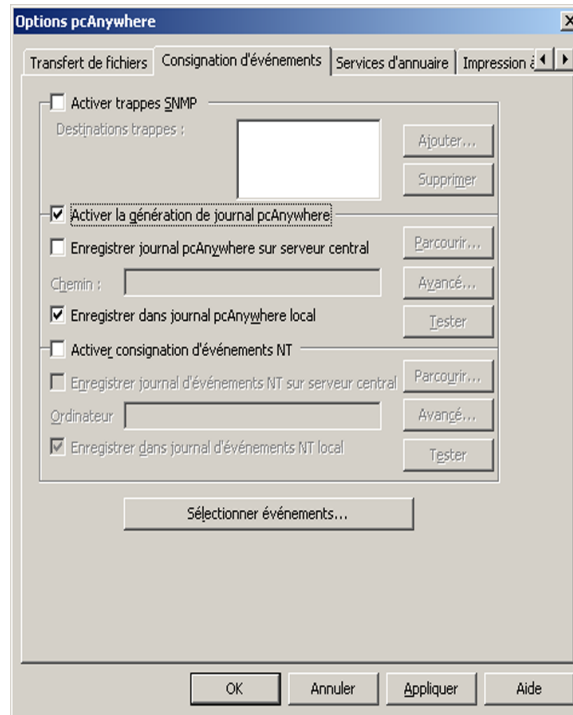 Options pcAnywhere
Transfert de fichiers
Consignation d'événements
Services d'annuaire
Impression à
Activer trappes SNMP
Destinations trappes :
Ajouter...
Supprimer
Activer la génération de journal pcAnywhere
Enregistrer journal pcAnywhere sur serveur central
Parcourir...
Chemin :
Avancé...
Enregistrer dans journal pcAnywhere local
Tester
Activer consignation d'événements NT
Enregistrer journal d'événements NT sur serveur central
Parcourir...
Ordinateur
Avancé...
Enregistrer dans journal d'événements NT local
Tester
Sélectionner événements...
OK
Annuler
Appliquer
Aide